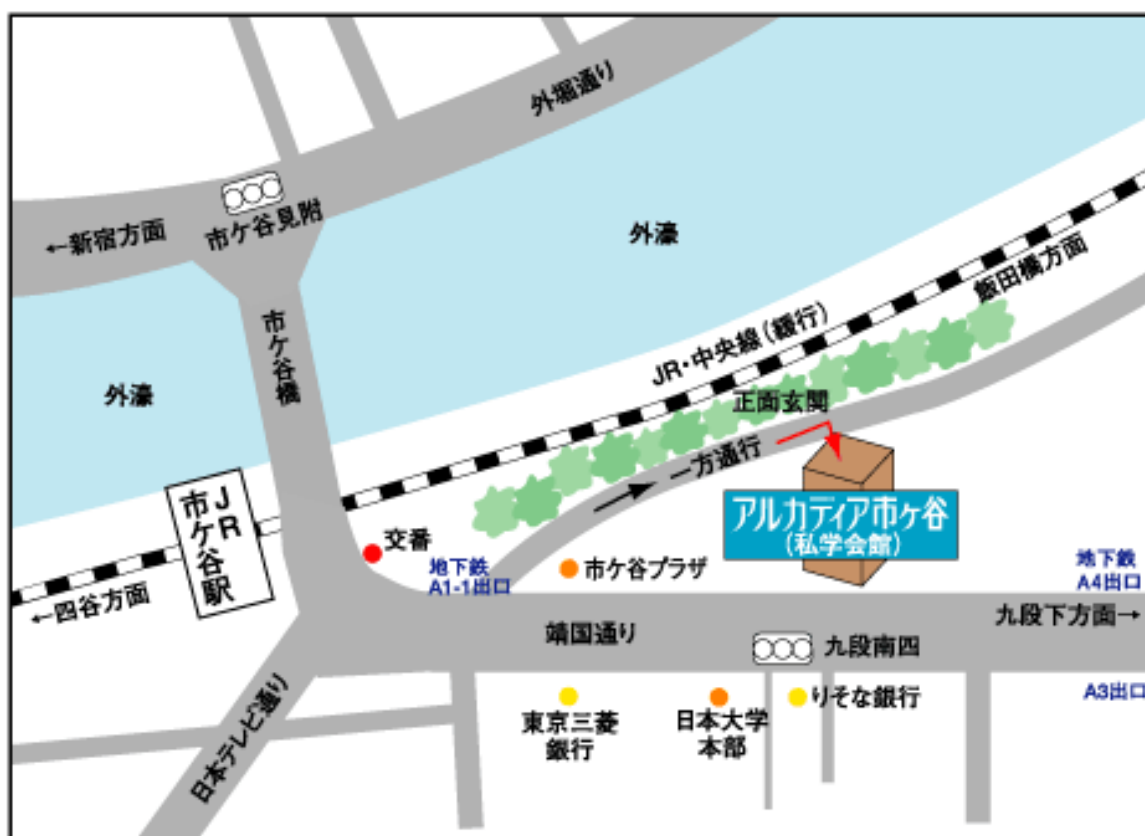 外堀通り
市ケ谷見附
←新宿方面
外濠
飯田橋方面
市ケ谷橋
JR・中央線（緩行）
外濠
正面玄関
一方通行
JR
市ケ谷駅
アルカディア市ヶ谷
（私学会館）
交番
地下鉄
A1-1出口
市ケ谷プラザ
地下鉄
A4出口
←四谷方面
九段下方面→
靖国通り
九段南四
A3出口
日本テレビ通り
東京三菱
銀行
日本大学
本部
りそな銀行